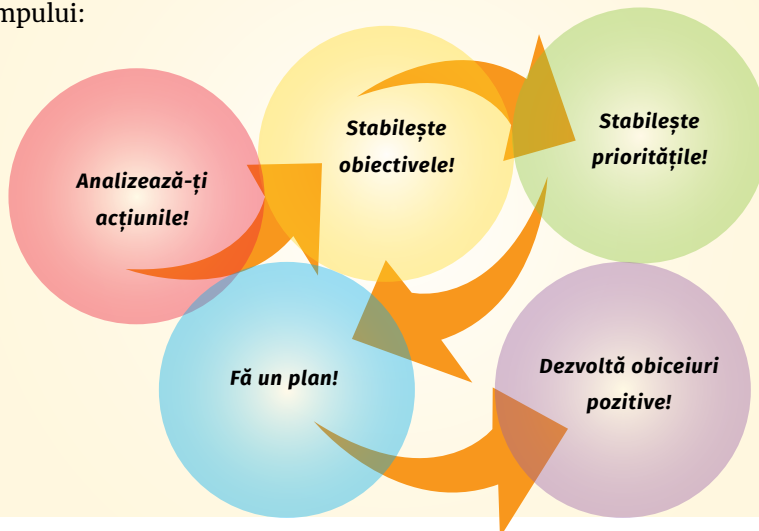 mpului:
Analizează-ți
acțiunile!
Stabilește
obiectivele!
Stabilește
prioritățile!
Fă un plan!
Dezvoltă obiceiuri
pozitive!